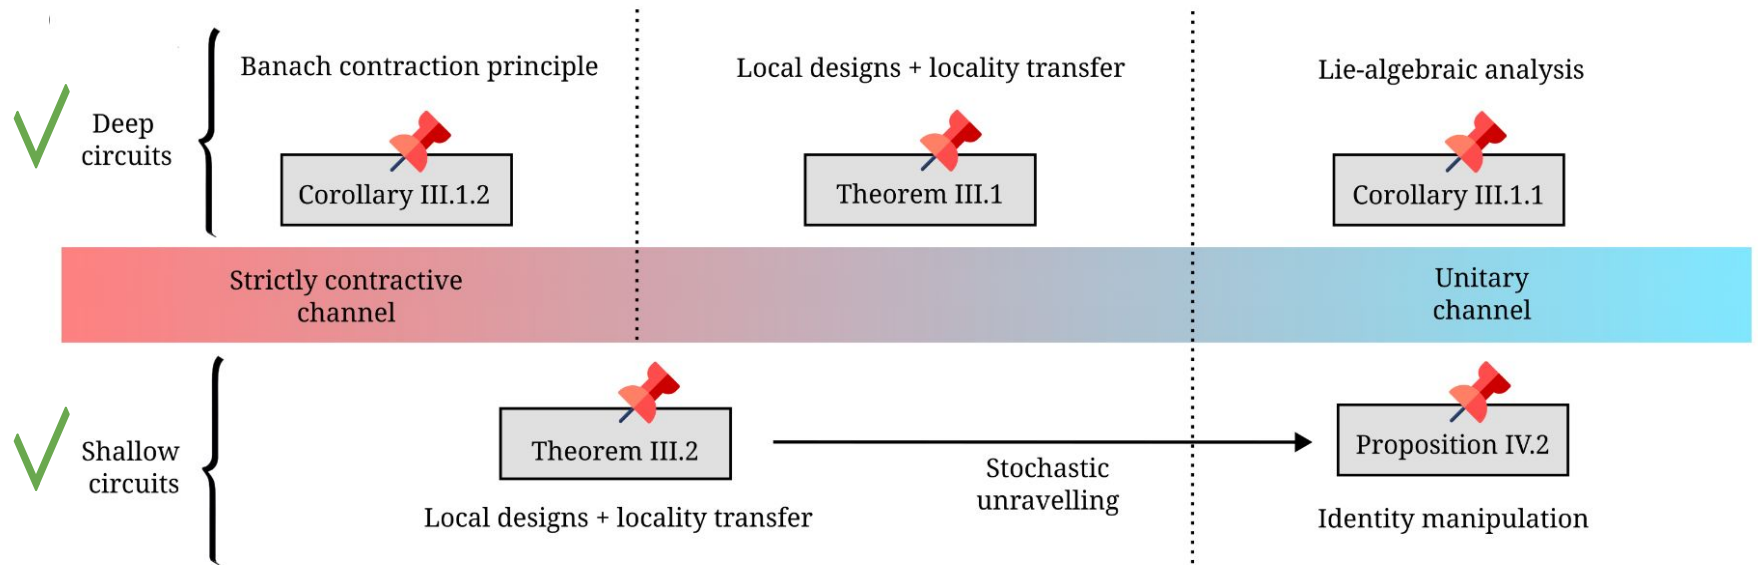 Banach contraction principle
Local designs + locality transfer
Lie-algebraic analysis
Deep
circuits
Corollary III.1.2
Theorem III.1
Corollary III.1.1
Strictly contractive
channel
Unitary
channel
Shallow
circuits
Theorem III.2
Proposition IV.2
Stochastic
unravelling
Local designs + locality transfer
Identity manipulation